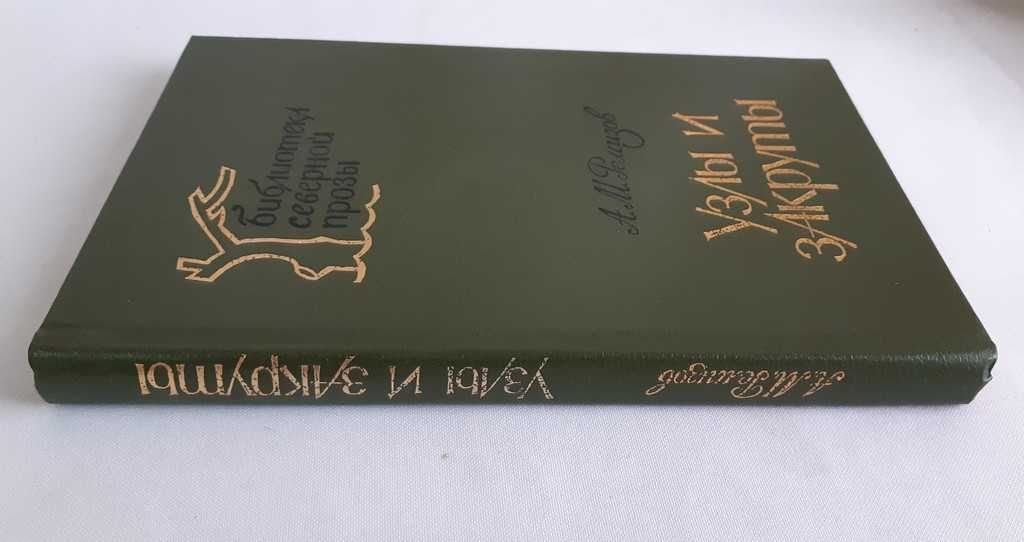 А.М.Ремизов
Узлы и
закруты
библиотека
северной
прозы
А.М.Ремизов
Узлы и закруты